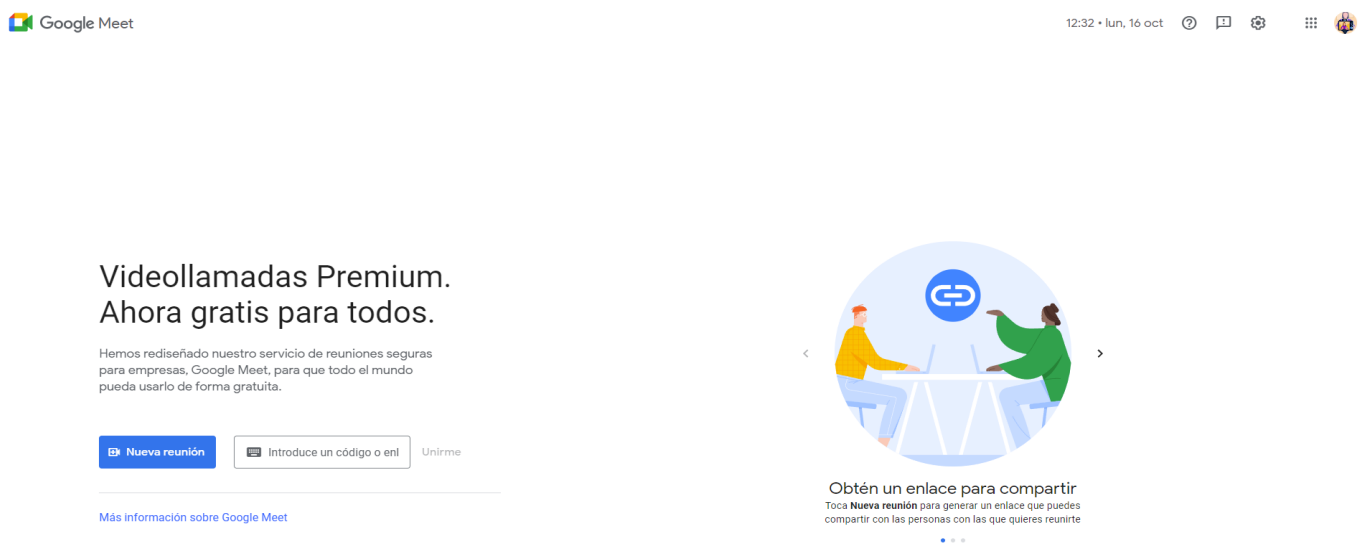 Google Meet
12:32 • lun, 16 oct
Videollamadas Premium.
Ahora gratis para todos.
Hemos rediseñado nuestro servicio de reuniones seguras
para empresas, Google Meet, para que todo el mundo
pueda usarlo de forma gratuita.
Nueva reunión
Introduce un código o enl
Unirme
Más información sobre Google Meet
Obtén un enlace para compartir
Toca Nueva reunión para generar un enlace que puedes
compartir con las personas con las que quieres reunirte